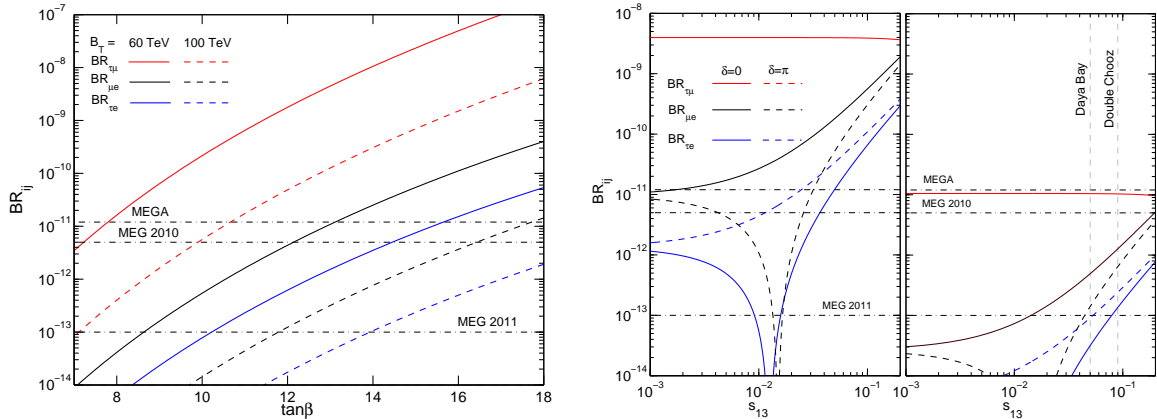 10^-7
10^-8
10^-9
10^-10
10^-11
10^-12
10^-13
10^-14
BR_ij
B_T = 60 TeV 100 TeV
BR_τμ
BR_μe
BR_τe
MEGA
MEG 2010
MEG 2011
8 10 12 14 16 18
tanβ
10^-8
10^-9
10^-10
10^-11
10^-12
10^-13
10^-14
BR_ij
δ=0 δ=π
BR_τμ
BR_μe
BR_τe
MEGA
MEG 2010
MEG 2011
10^-3 10^-2 10^-1
s_13
Daya Bay
Double Chooz
MEGA
MEG 2010
10^-3 10^-2 10^-1
s_13